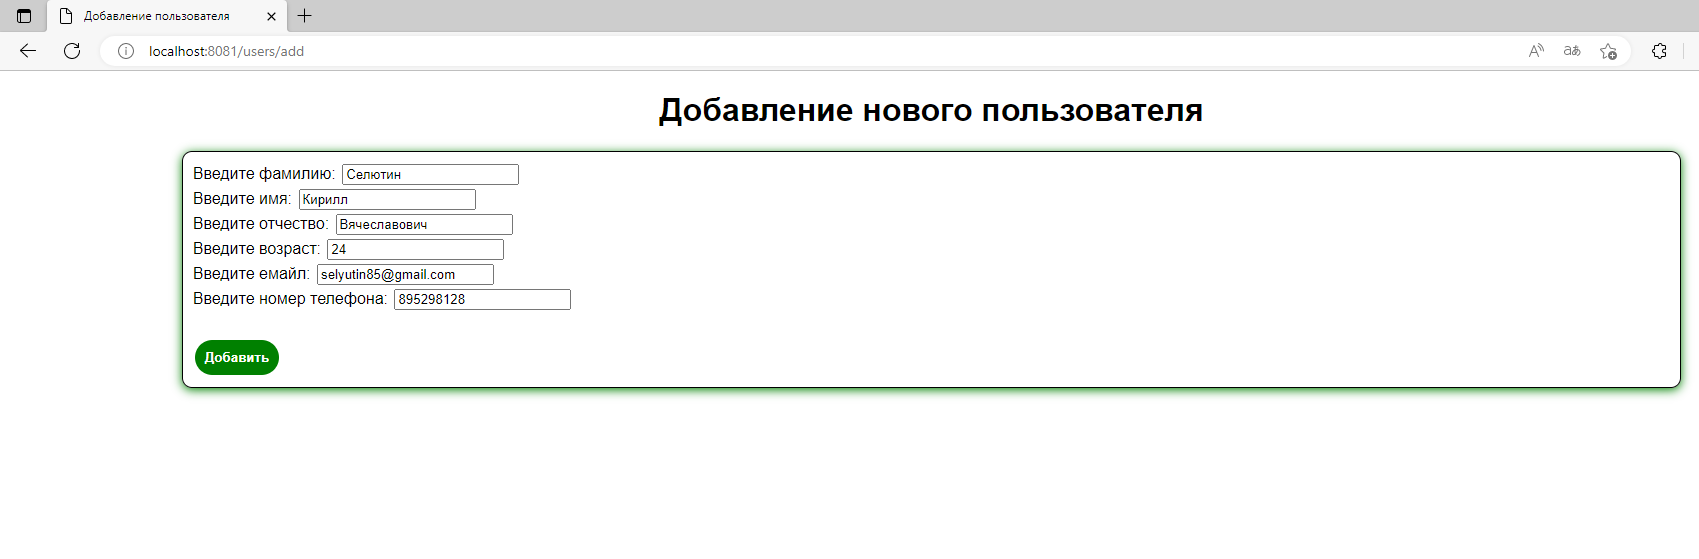 Добавление пользователя
localhost:8081/users/add
Добавление нового пользователя
Введите фамилию: Селютин
Введите имя: Кирилл
Введите отчество: Вячеславович
Введите возраст: 24
Введите емайл: selyutin85@gmail.com
Введите номер телефона: 895298128
Добавить